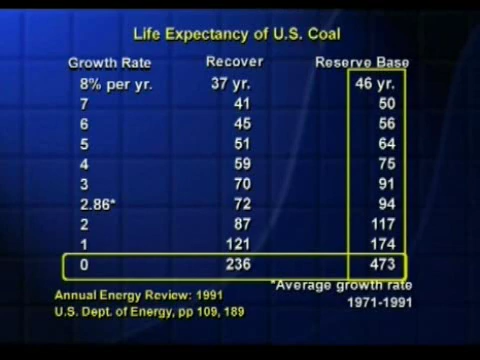 Life Expectancy of U.S. Coal
Growth Rate Recover Reserve Base
8% per yr. 37 yr. 46 yr.
7 41 50
6 45 56
5 51 64
4 59 75
3 70 91
2.86* 72 94
2 87 117
1 121 174
0 236 473
*Average growth rate
1971-1991
Annual Energy Review: 1991
U.S. Dept. of Energy, pp 109, 189